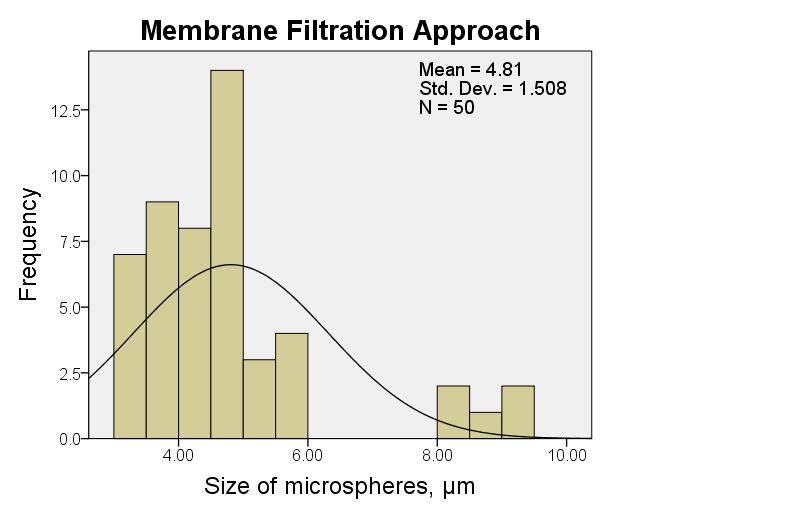 Membrane Filtration Approach
Mean = 4.81
Std. Dev. = 1.508
N = 50
Frequency
12.5
10.0
7.5
5.0
2.5
0.0
4.00 6.00 8.00 10.00
Size of microspheres, µm